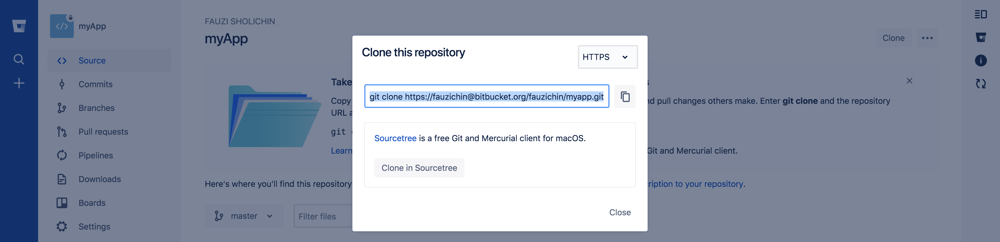 myApp
Source
Commits
Branches
Pull requests
Pipelines
Downloads
Boards
Settings
FAUZI SHOLICHIN
myApp
Clone
Take
Copy
nd pull changes others make. Enter git clone and the repository
URL
git
Learn
Git and Mercurial client.
Here's where you'll find this repository
to your repository.
master
Filter files
Clone this repository
HTTPS
git clone https://fauzichin@bitbucket.org/fauzichin/myapp.git
Sourcetree is a free Git and Mercurial client for macOS.
Clone in Sourcetree
Close